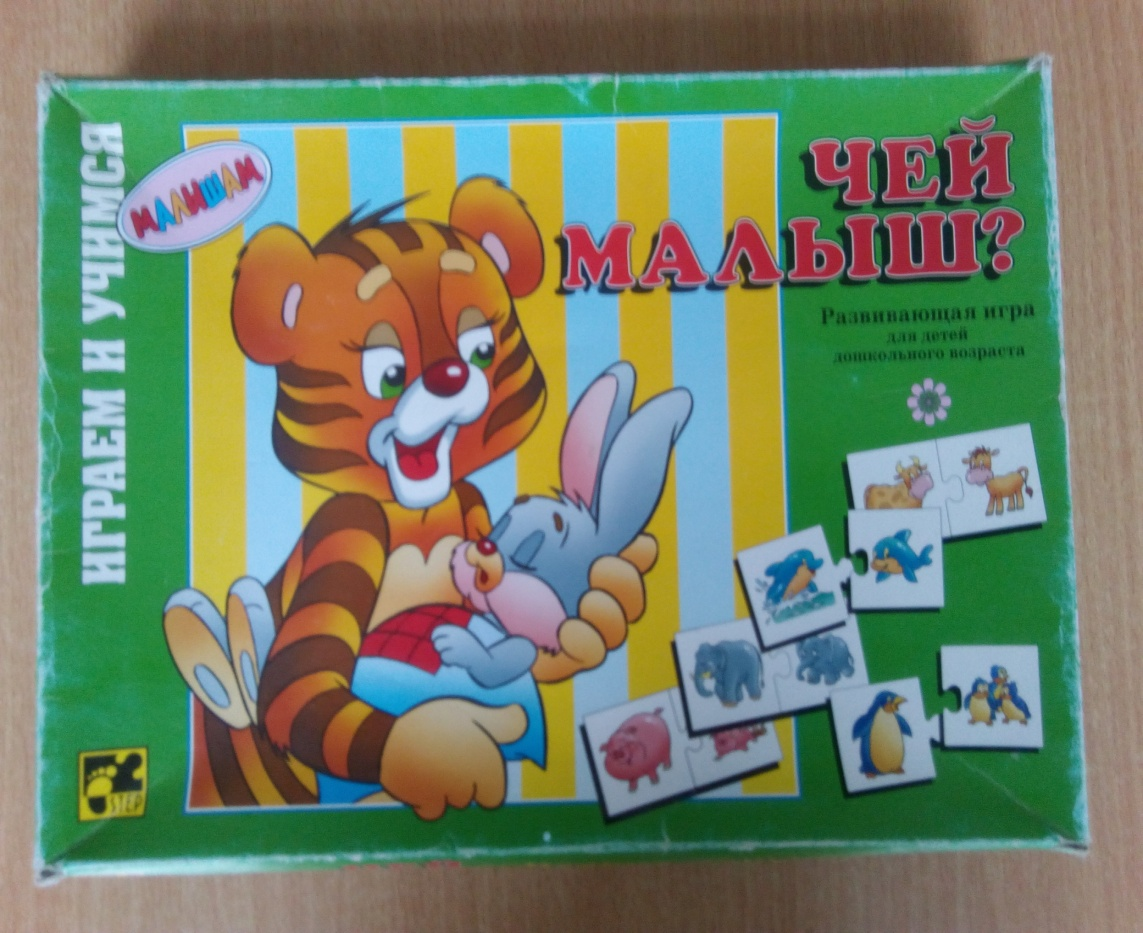 ИГРАЕМ И УЧИМСЯ
МАЛЫШАМ
ЧЕЙ
МАЛЫШ?
Развивающая игра
для детей
дошкольного возраста
STEP